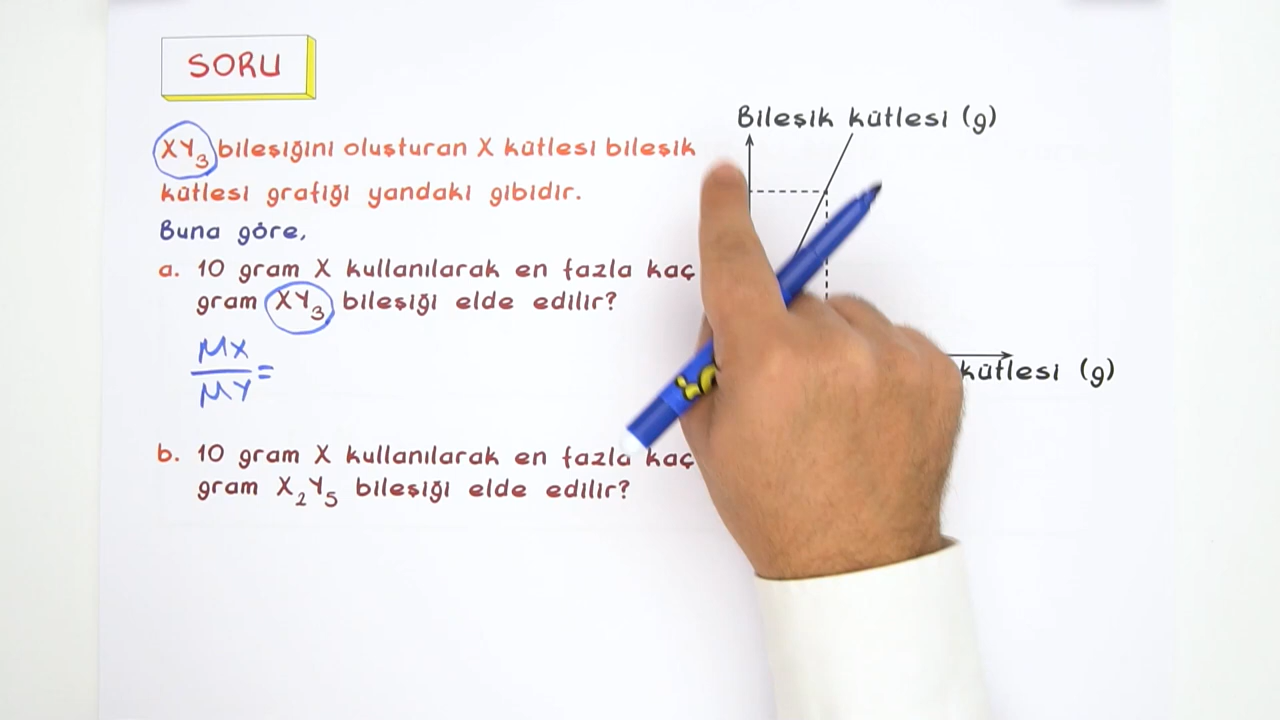 SORU
XY3 bileşiğini oluşturan X kütlesi bileşik
kütlesi grafiği yandaki gibidir.
Buna göre,
a. 10 gram X kullanılarak en fazla kaç
gram XY3 bileşiği elde edilir?
MX
MY =
b. 10 gram X kullanılarak en fazla kaç
gram X2Y5 bileşiği elde edilir?
Bileşik kütlesi (g)
kütlesi (g)